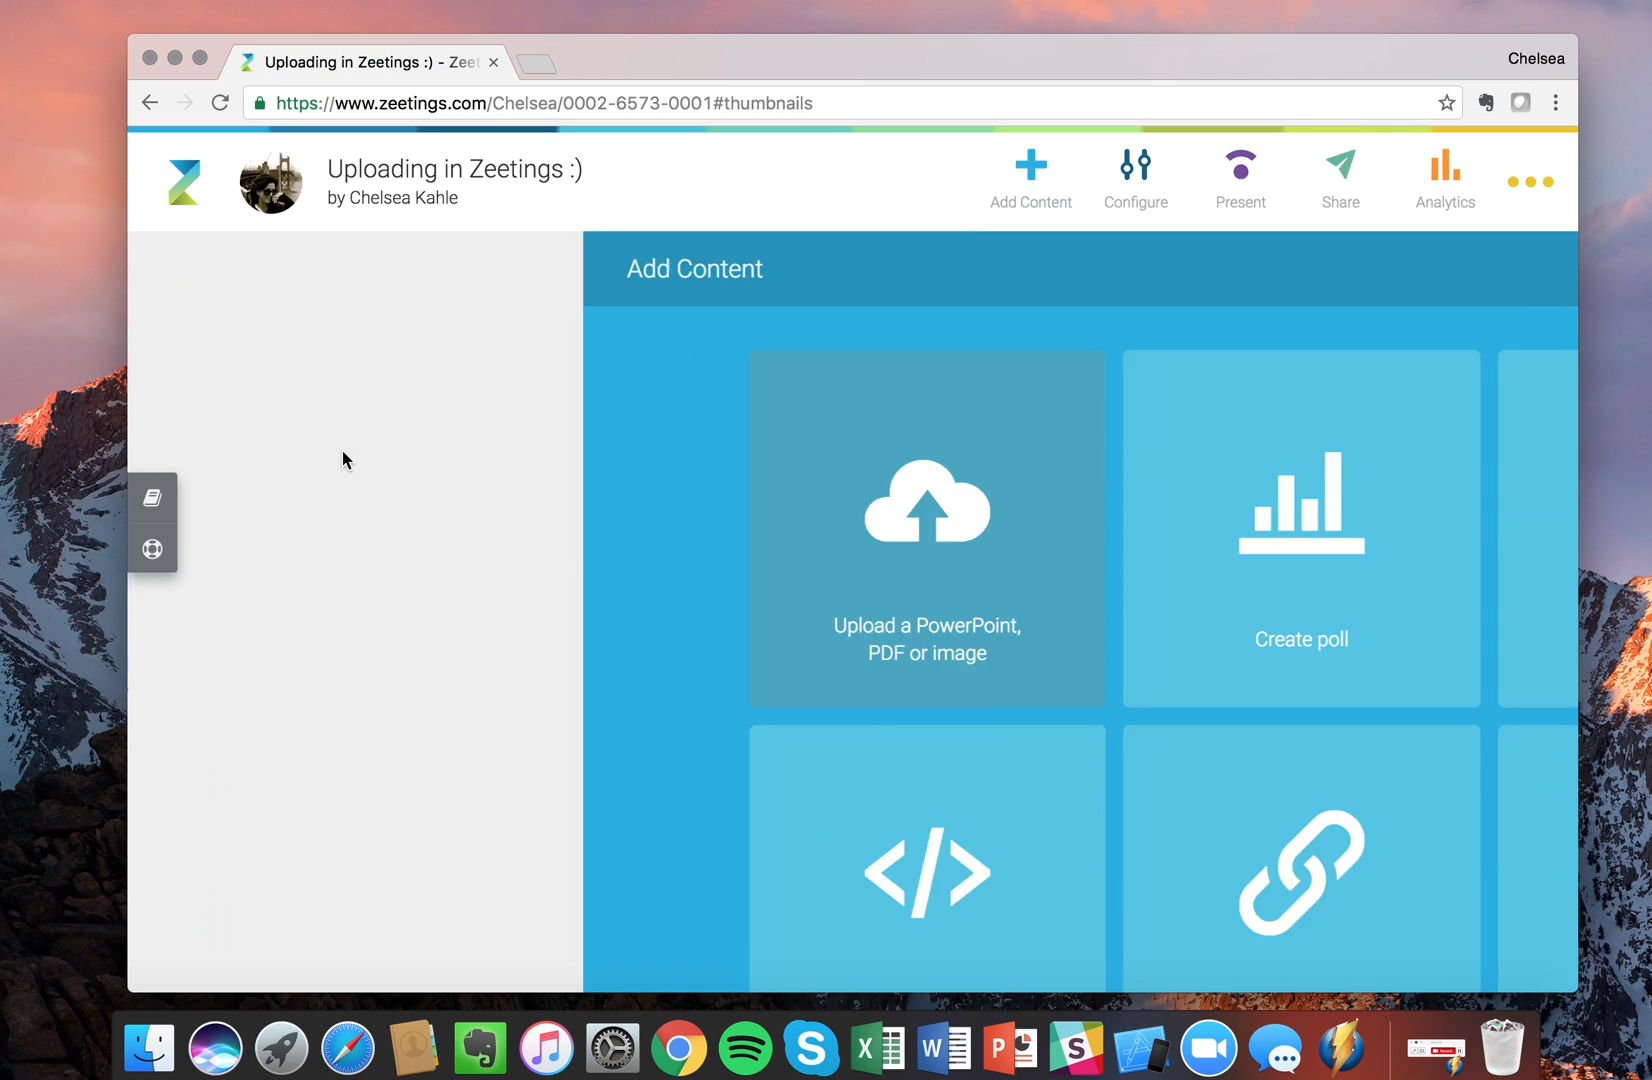 Uploading in Zeetings :) - Zeet
Chelsea
https://www.zeetings.com/Chelsea/0002-6573-0001#thumbnails
Uploading in Zeetings :)
by Chelsea Kahle
Add Content
Configure
Present
Share
Analytics
Add Content
Upload a PowerPoint,
PDF or image
Create poll